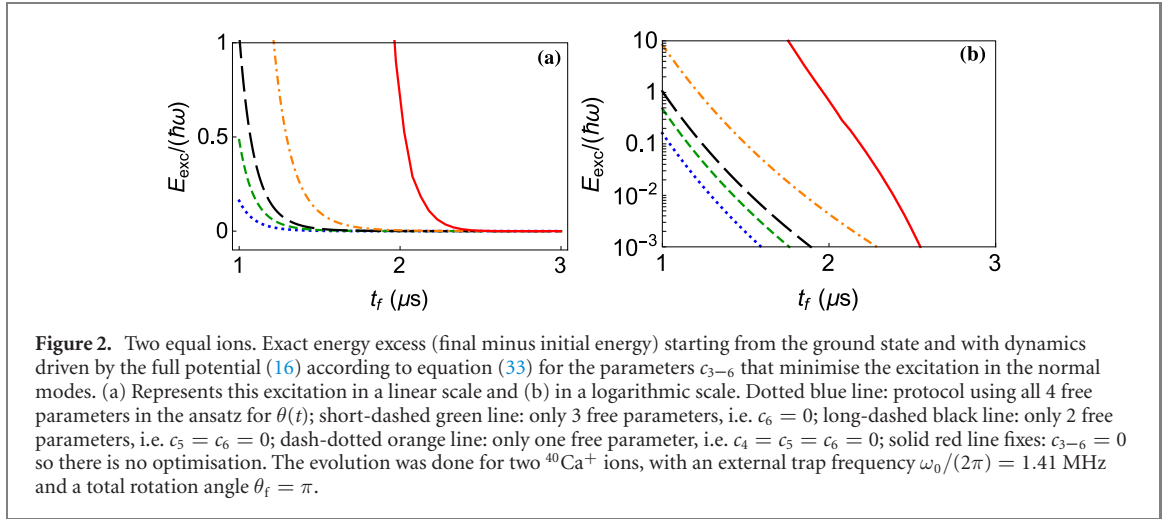 1
0.5
0
E_exc/(ħω)
(a)
1
2
3
t_f (μs)
10
1
0.1
10^-2
10^-3
E_exc/(ħω)
(b)
1
2
3
t_f (μs)
Figure 2. Two equal ions. Exact energy excess (final minus initial energy) starting from the ground state and with dynamics
driven by the full potential (16) according to equation (33) for the parameters c_3–6 that minimise the excitation in the normal
modes. (a) Represents this excitation in a linear scale and (b) in a logarithmic scale. Dotted blue line: protocol using all 4 free
parameters in the ansatz for θ(t); short-dashed green line: only 3 free parameters, i.e. c_6 = 0; long-dashed black line: only 2 free
parameters, i.e. c_5 = c_6 = 0; dash-dotted orange line: only one free parameter, i.e. c_4 = c_5 = c_6 = 0; solid red line fixes: c_3–6 = 0
so there is no optimisation. The evolution was done for two ^40Ca^+ ions, with an external trap frequency ω_0/(2π) = 1.41 MHz
and a total rotation angle θ_f = π.